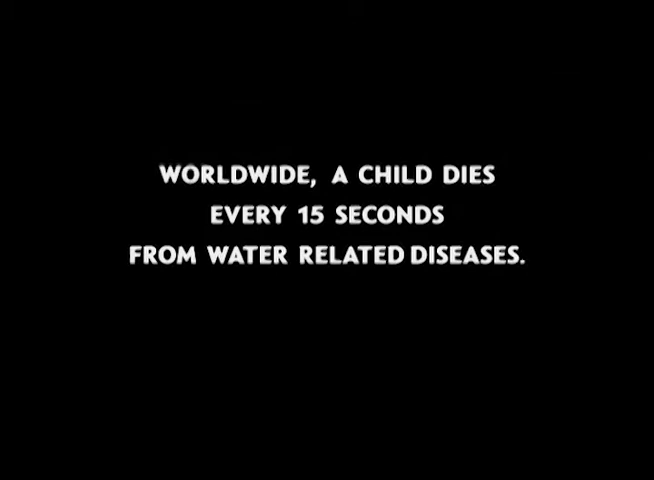 WORLDWIDE, A CHILD DIES
EVERY 15 SECONDS
FROM WATER RELATED DISEASES.